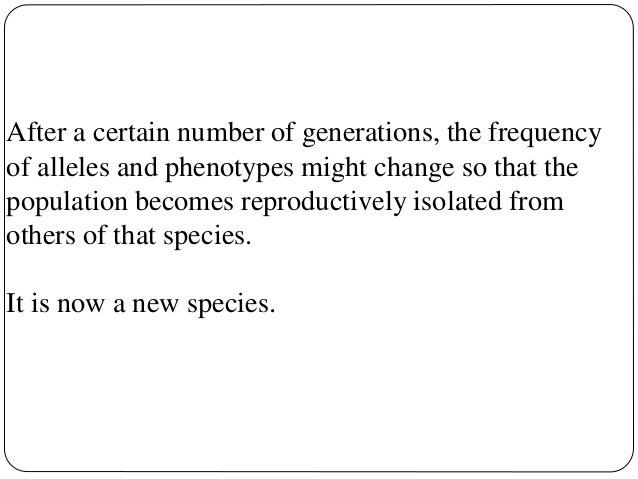 After a certain number of generations, the frequency
of alleles and phenotypes might change so that the
population becomes reproductively isolated from
others of that species.
It is now a new species.